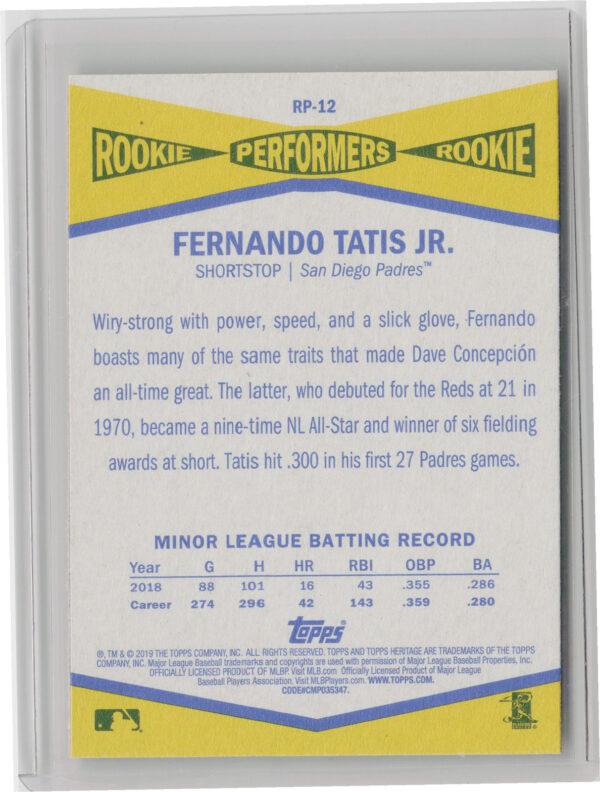 RP-12
ROOKIE PERFORMERS ROOKIE
FERNANDO TATIS JR.
SHORTSTOP | San Diego Padres™
Wiry-strong with power, speed, and a slick glove, Fernando
boasts many of the same traits that made Dave Concepción
an all-time great. The latter, who debuted for the Reds at 21 in
1970, became a nine-time NL All-Star and winner of six fielding
awards at short. Tatis hit .300 in his first 27 Padres games.
MINOR LEAGUE BATTING RECORD
Year G H HR RBI OBP BA
2018 88 101 16 43 .355 .286
Career 274 296 42 143 .359 .280
Topps®
®, TM & © 2019 THE TOPPS COMPANY, INC. ALL RIGHTS RESERVED. TOPPS AND TOPPS HERITAGE ARE TRADEMARKS OF THE TOPPS
COMPANY, INC. Major League Baseball trademarks and copyrights are used with permission of Major League Baseball Properties, Inc.
OFFICIALLY LICENSED PRODUCT OF MLBP. Visit MLB.com. Officially Licensed Product of Major League
Baseball Players Association. Visit MLBPlayers.com. WWW.TOPPS.COM.
CODE#CMP035347.